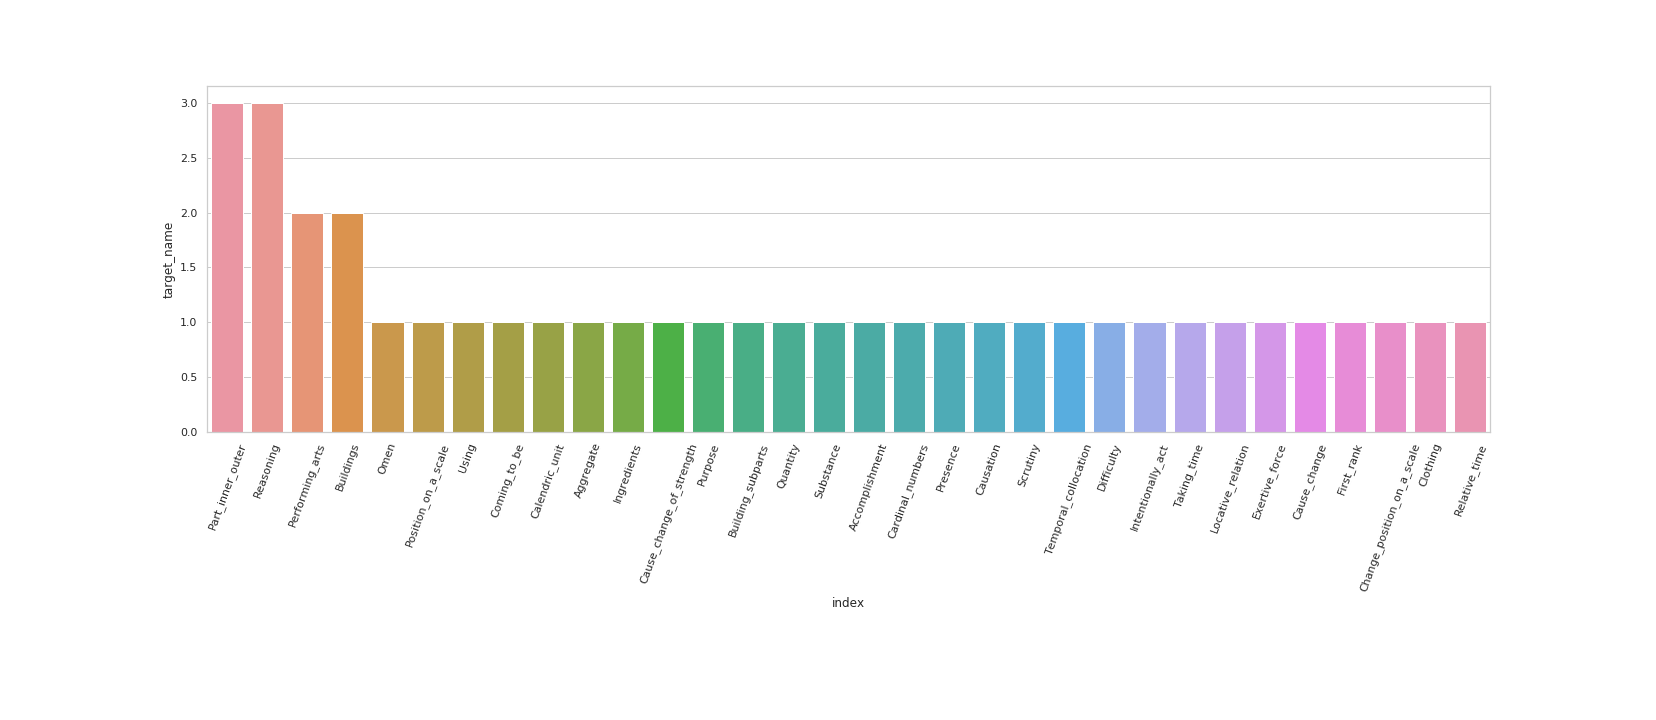 3.0
2.5
2.0
1.5
1.0
0.5
0.0
target_name
Part_inner_outer
Reasoning
Performing_arts
Buildings
Omen
Position_on_a_scale
Using
Coming_to_be
Calendric_unit
Aggregate
Ingredients
Cause_change_of_strength
Purpose
Building_subparts
Quantity
Substance
Accomplishment
Cardinal_numbers
Presence
Causation
Scrutiny
Temporal_collocation
Difficulty
Intentionally_act
Taking_time
Locative_relation
Exertive_force
Cause_change
First_rank
Change_position_on_a_scale
Clothing
Relative_time
index